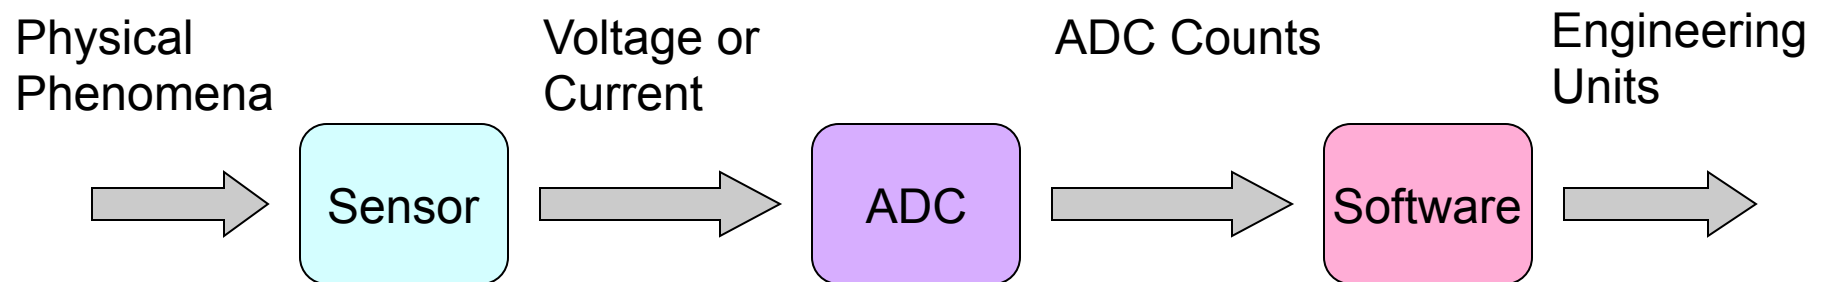 Physical
Phenomena
Voltage or
Current
ADC Counts
Engineering
Units
Sensor
ADC
Software